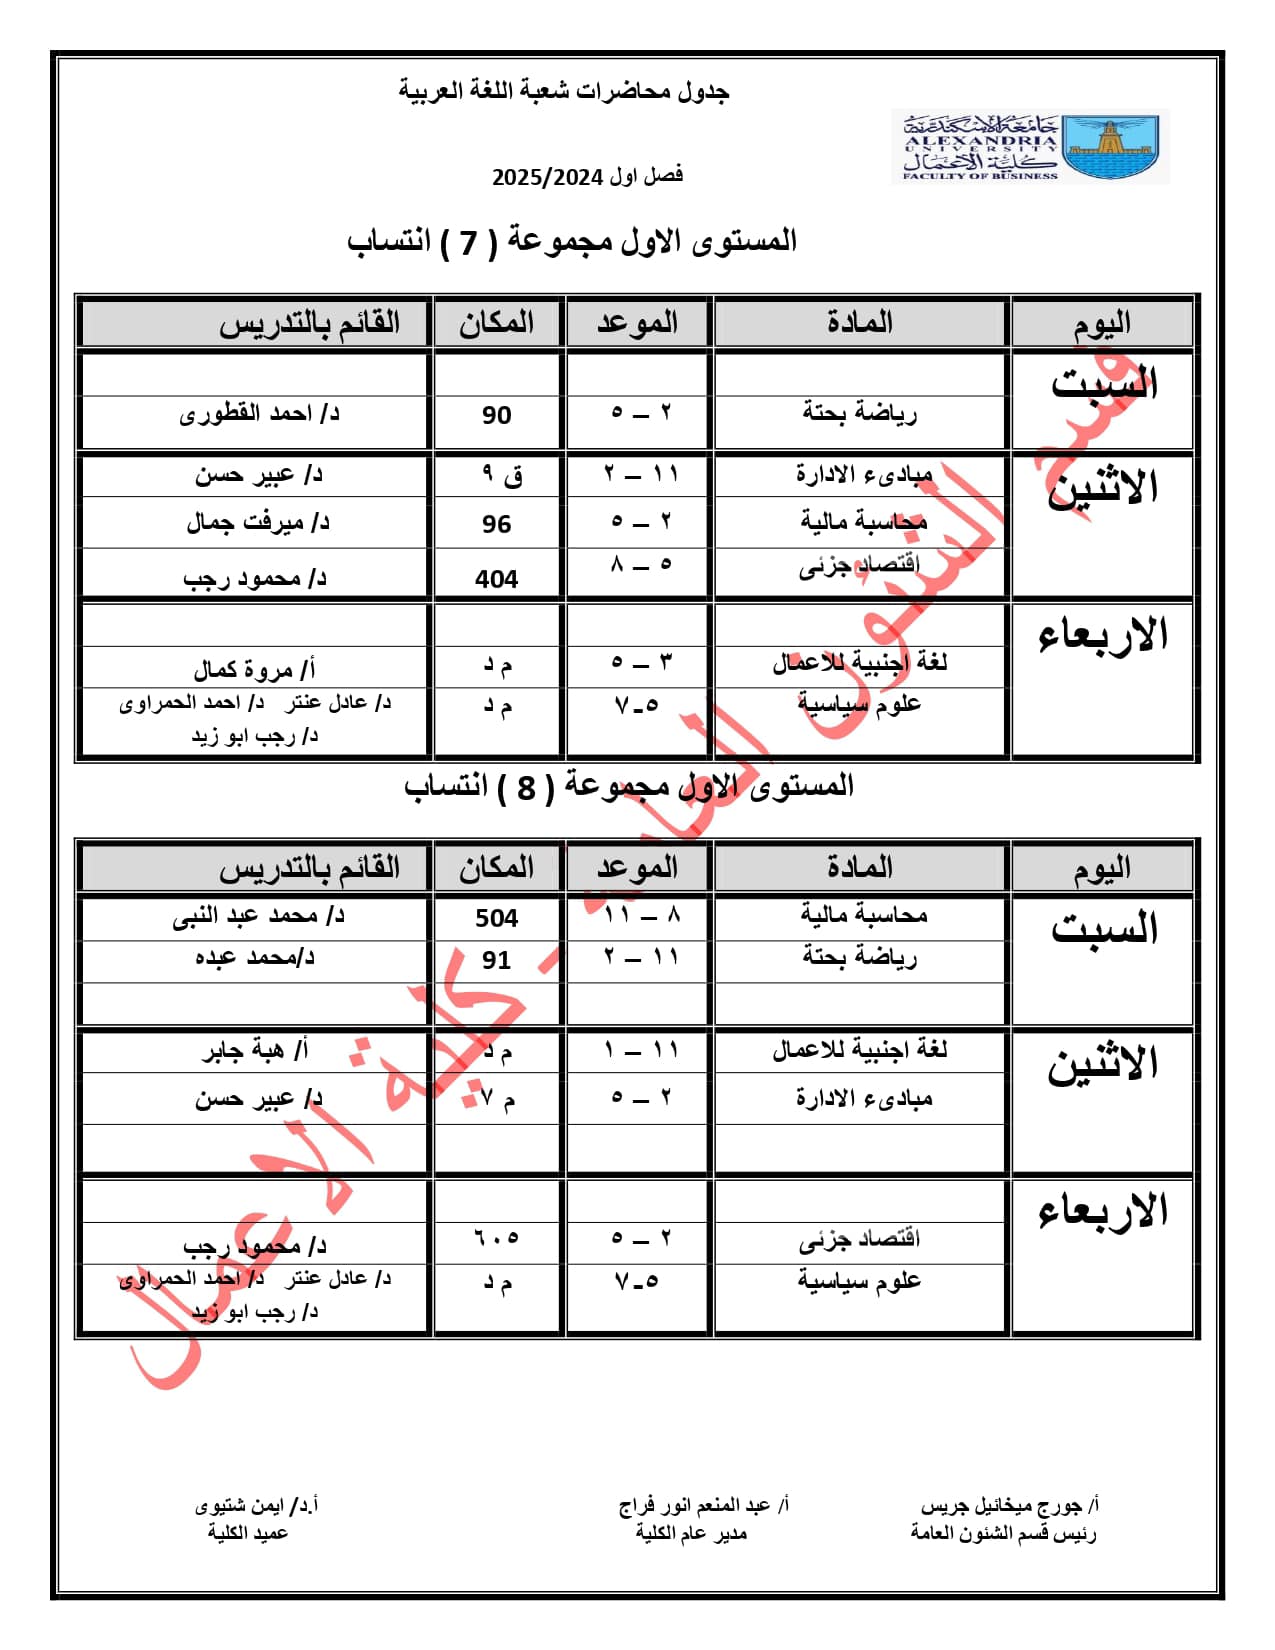 جدول محاضرات شعبة اللغة العربية
جامعة الاسكندرية
ALEXANDRIA
UNIVERSITY
كلية الأعمال
FACULTY OF BUSINESS
فصل اول 2025/2024
المستوى الاول مجموعة ( 7 ) انتساب
اليوم المادة الموعد المكان القائم بالتدريس
السبت
رياضة بحتة ٢ – ٥ 90 د/ احمد القطورى
الاثنين مبادىء الادارة ١١ – ٢ ق ٩ د/ عبير حسن
محاسبة مالية ٢ – ٥ 96 د/ ميرفت جمال
اقتصاد جزئى ٥ – ٨ 404 د/ محمود رجب
الاربعاء
لغة اجنبية للاعمال ٣ – ٥ م د أ/ مروة كمال
علوم سياسية ٥-٧ م د د/ عادل عنتر د/ احمد الحمراوى
د/ رجب ابو زيد
المستوى الاول مجموعة ( 8 ) انتساب
اليوم المادة الموعد المكان القائم بالتدريس
السبت محاسبة مالية ٨ – ١١ 504 د/ محمد عبد النبى
رياضة بحتة ١١ – ٢ 91 د/محمد عبده
الاثنين لغة اجنبية للاعمال ١١ – ١ م د أ/ هبة جابر
مبادىء الادارة ٢ – ٥ م ٧ د/ عبير حسن
الاربعاء
اقتصاد جزئى ٢ – ٥ ٦٠٥ د/ محمود رجب
علوم سياسية ٥-٧ م د د/ عادل عنتر د/ احمد الحمراوى
د/ رجب ابو زيد
قسم الشئون العامة - كلية الاعمال
أ/ جورج ميخائيل جريس أ/ عبد المنعم انور فراج أ.د/ ايمن شتيوى
رئيس قسم الشئون العامة مدير عام الكلية عميد الكلية